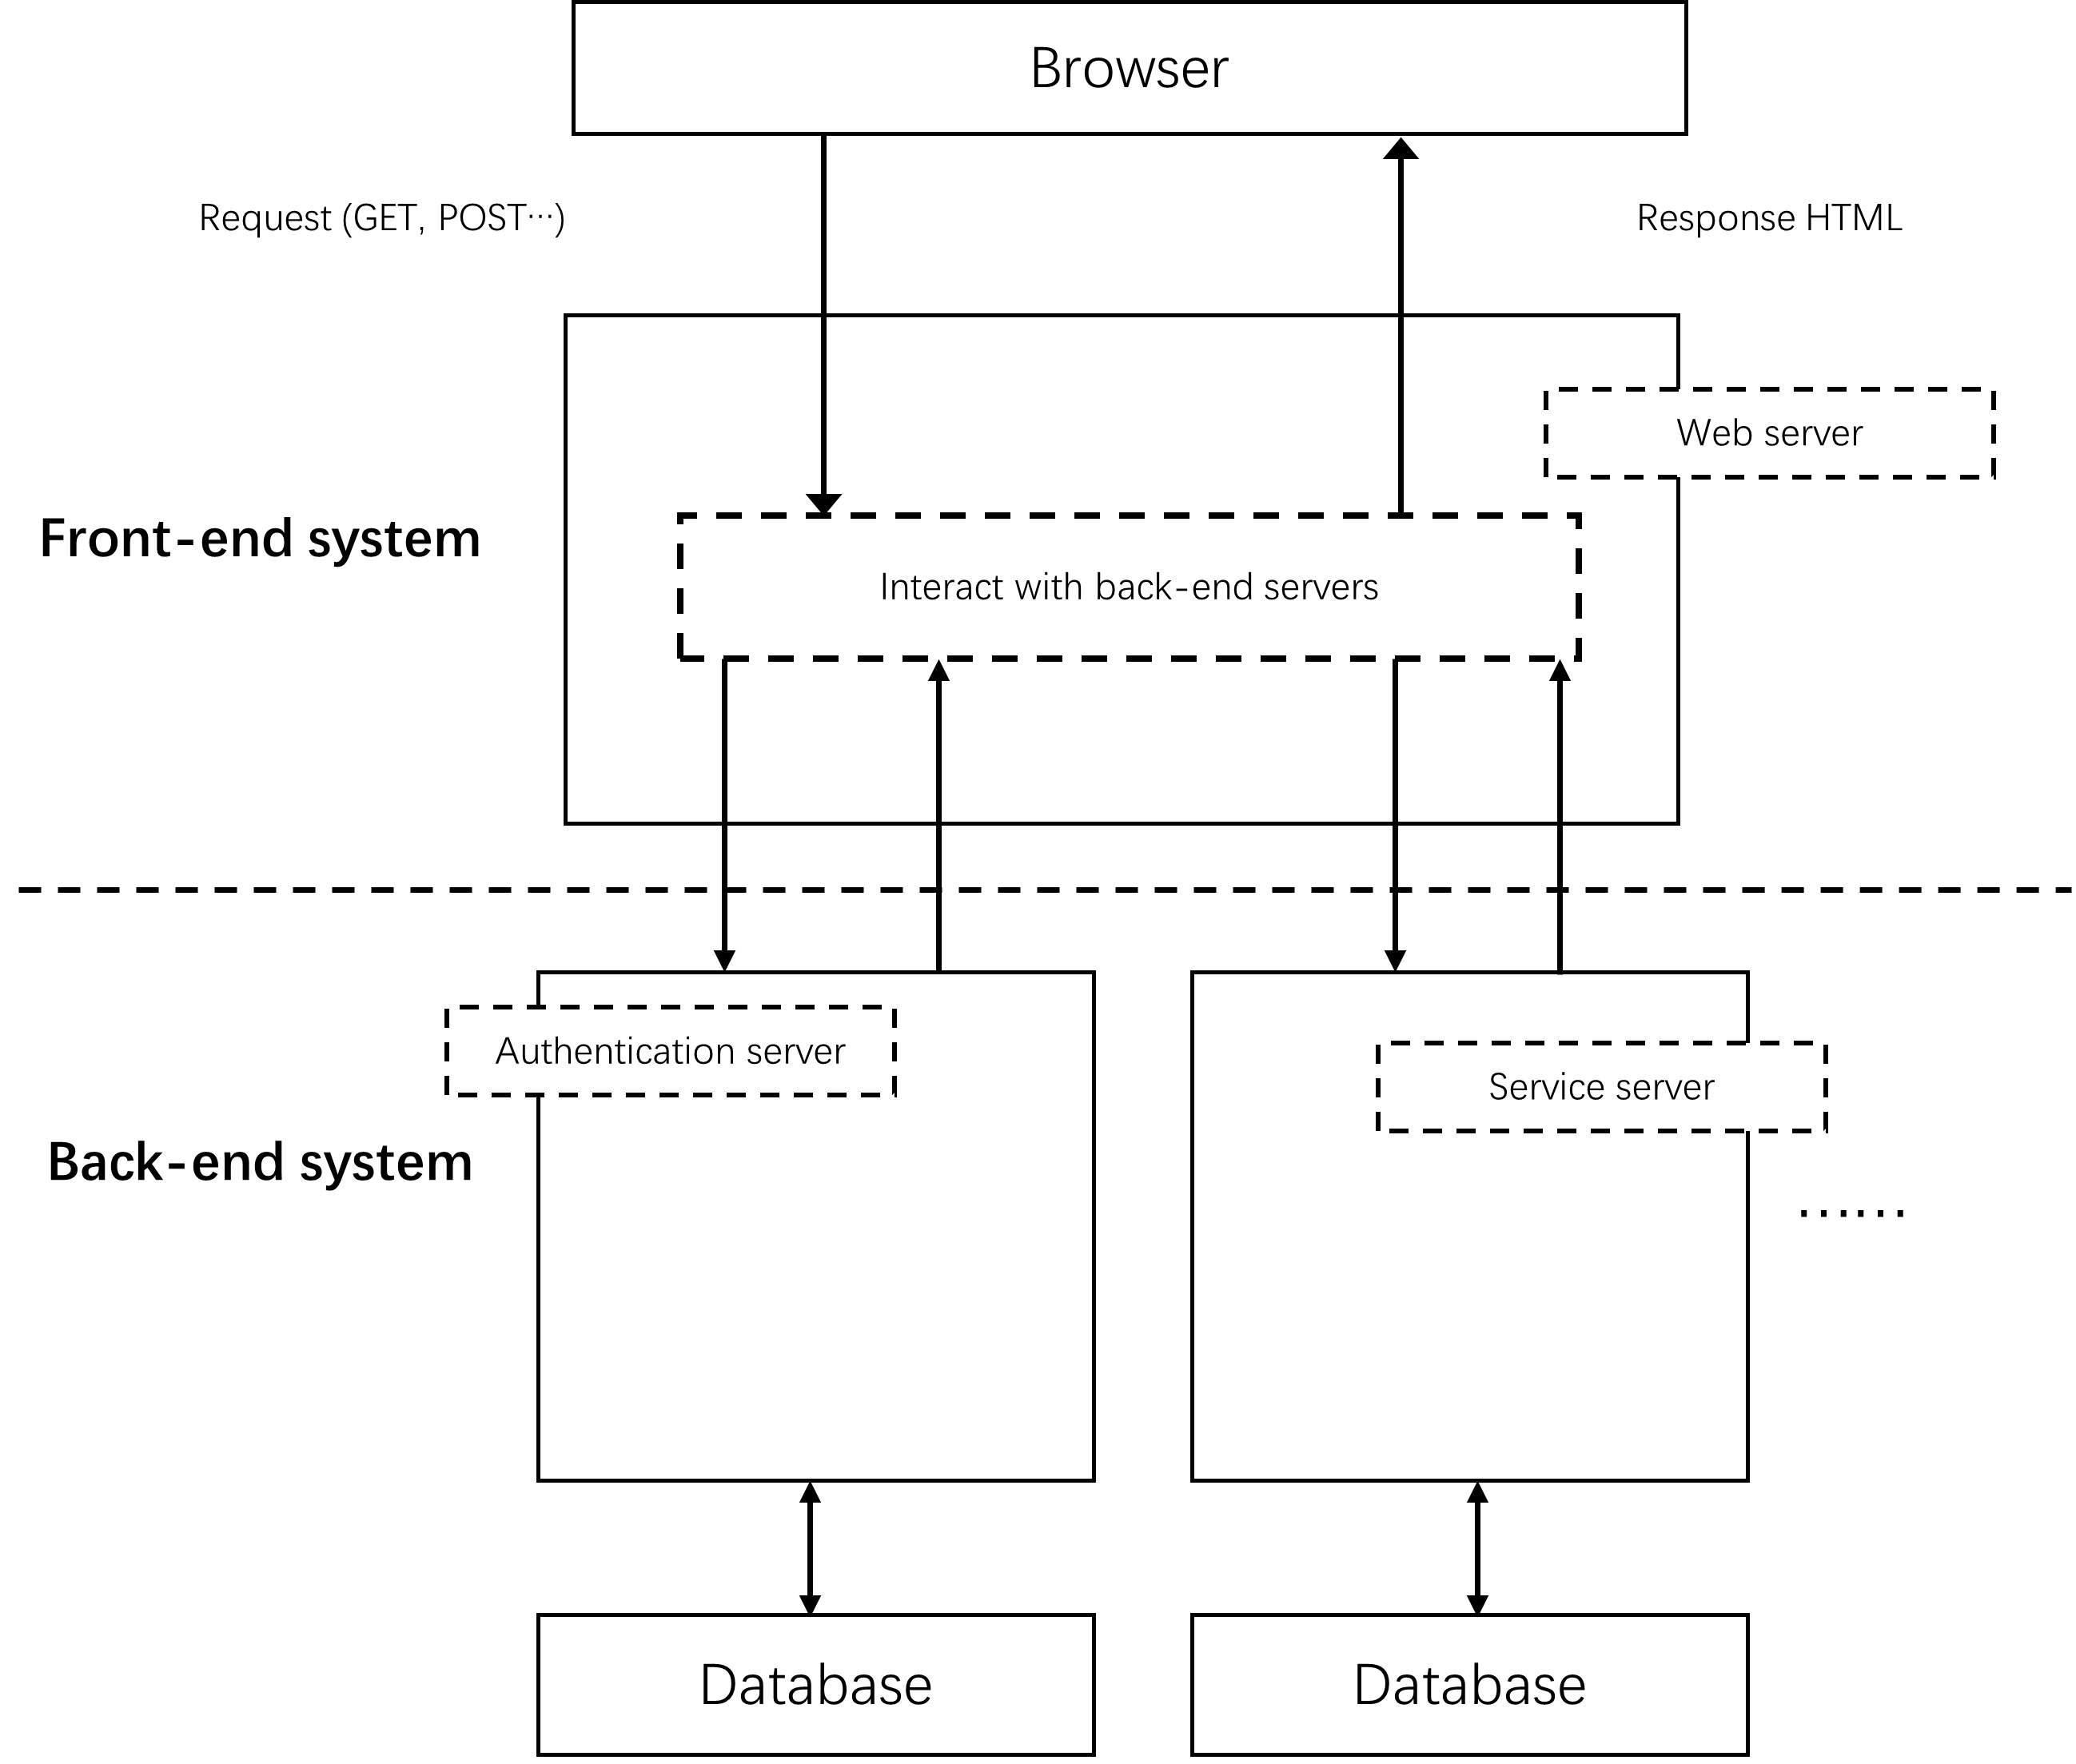 Browser
Request (GET, POST···)
Response HTML
Web server
Front-end system
Interact with back-end servers
Authentication server
Service server
Back-end system
······
Database
Database